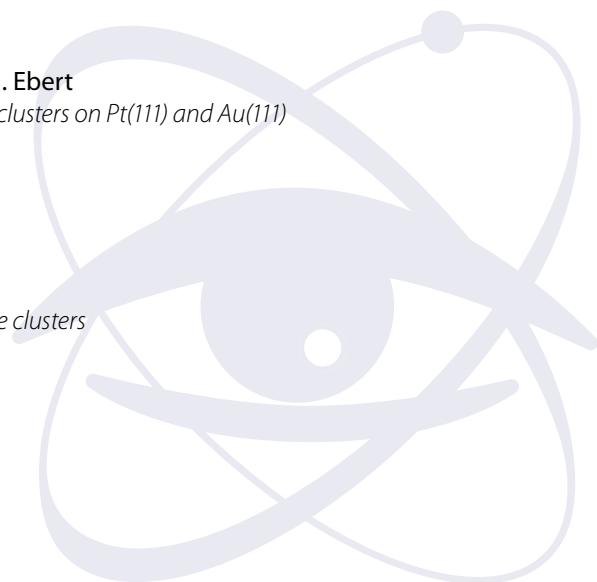 . Ebert
clusters on Pt(111) and Au(111)
e clusters